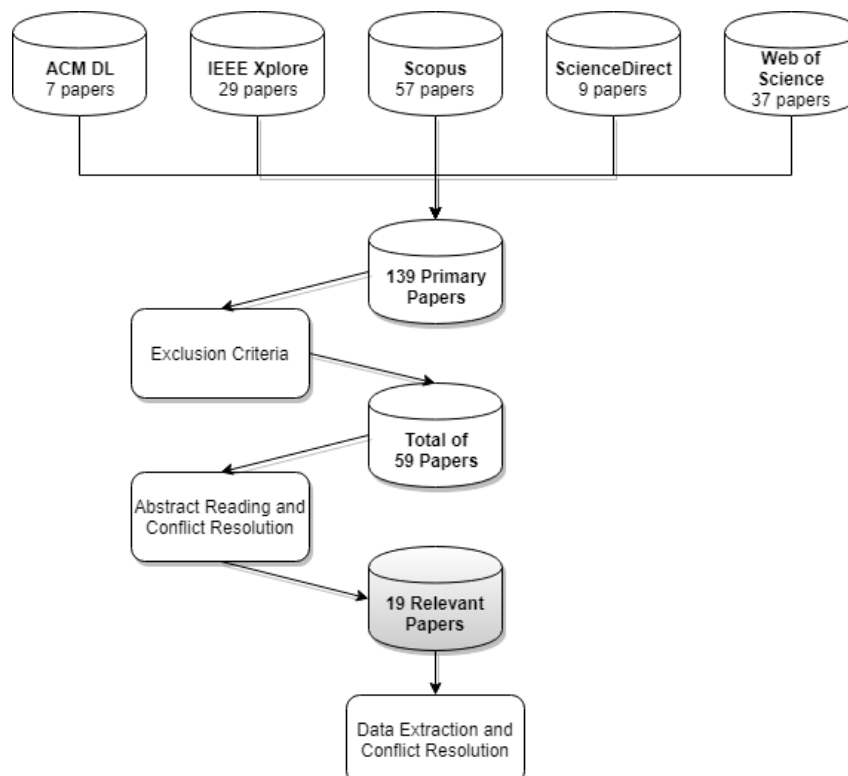 ACM DL
7 papers
IEEE Xplore
29 papers
Scopus
57 papers
ScienceDirect
9 papers
Web of
Science
37 papers
139 Primary
Papers
Exclusion Criteria
Total of
59 Papers
Abstract Reading and
Conflict Resolution
19 Relevant
Papers
Data Extraction and
Conflict Resolution